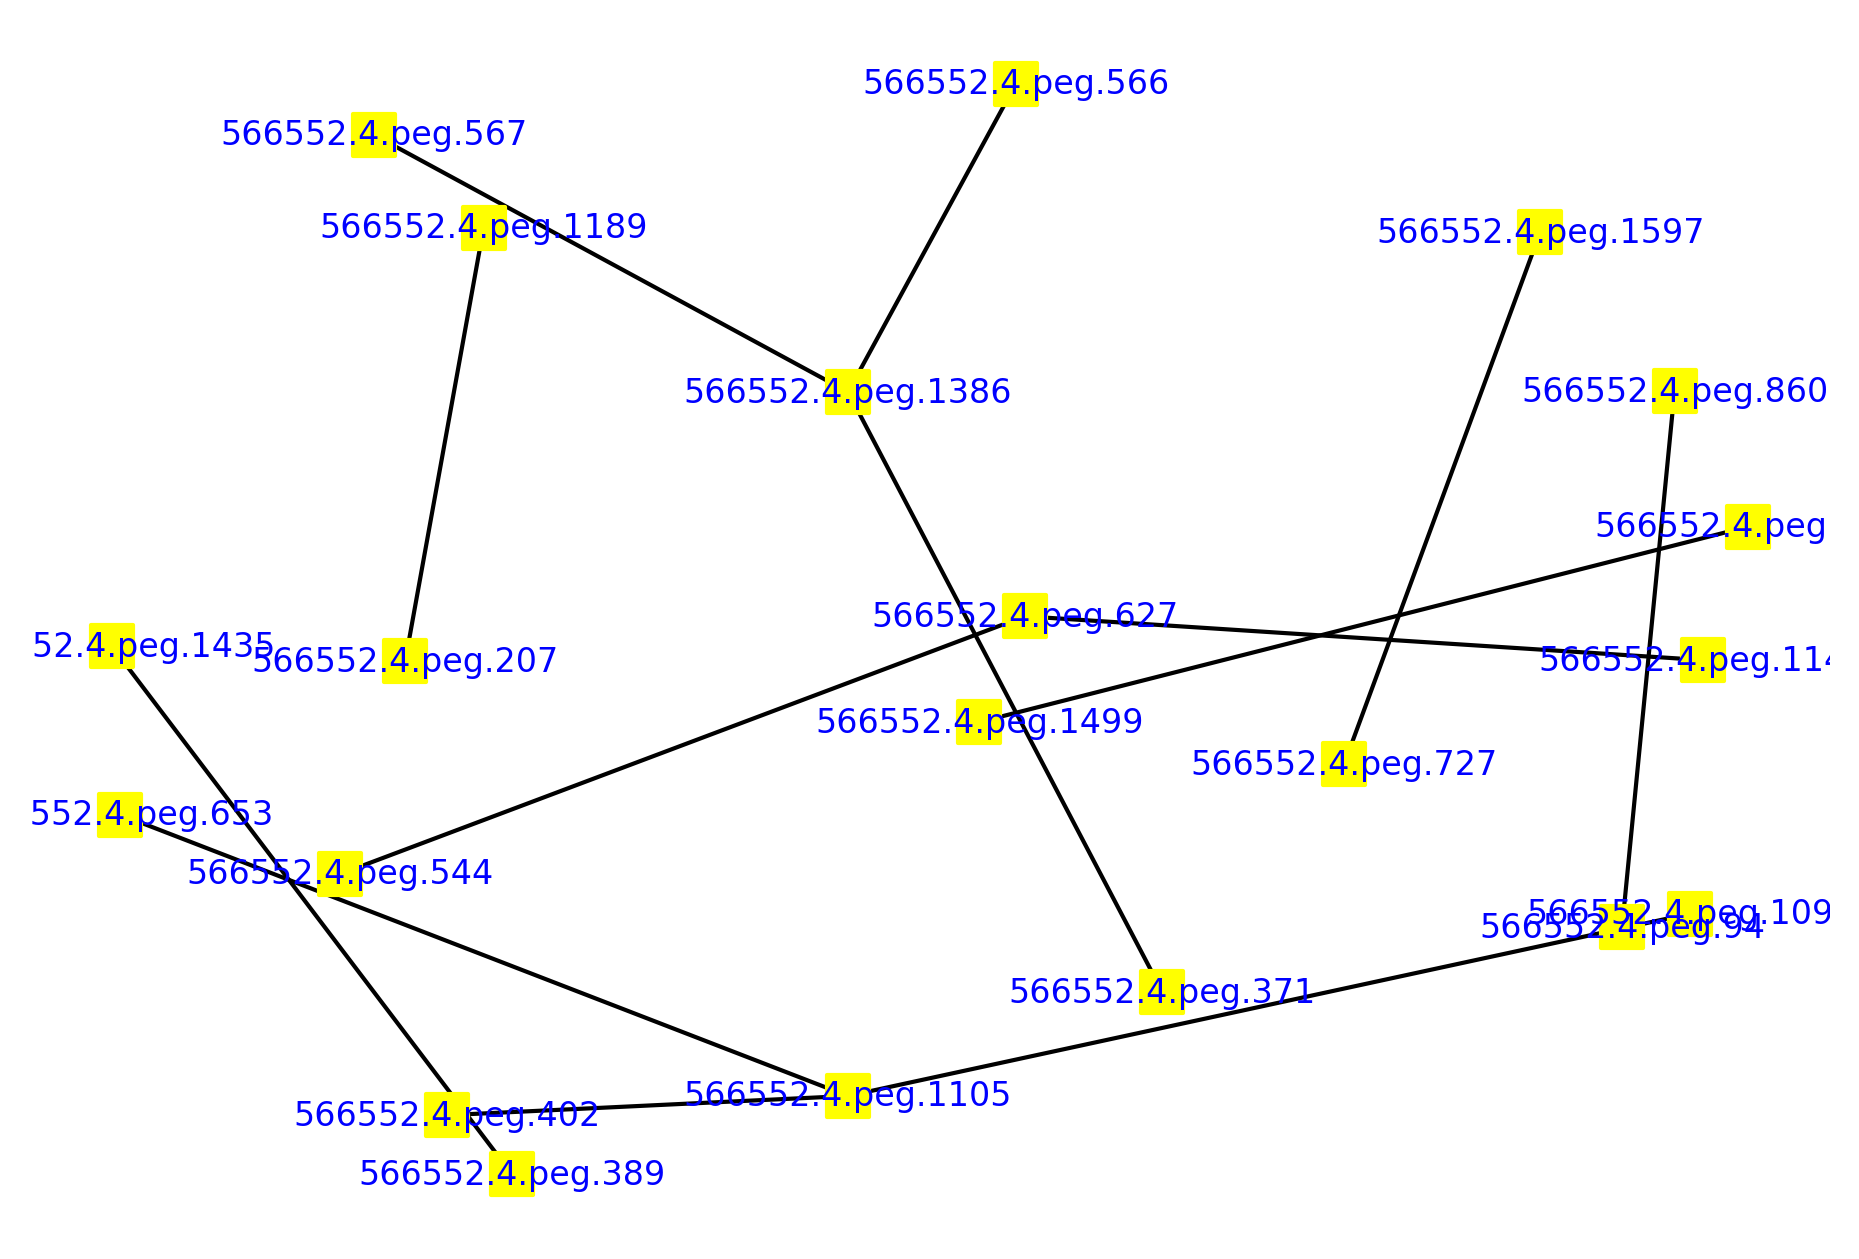 566552.4.peg.566
566552.4.peg.567
566552.4.peg.1189
566552.4.peg.1597
566552.4.peg.1386
566552.4.peg.860
566552.4.peg
566552.4.peg.627
52.4.peg.1435
566552.4.peg.207
566552.4.peg.114
566552.4.peg.1499
566552.4.peg.727
552.4.peg.653
566552.4.peg.544
566552.4.peg.109
566552.4.peg.94
566552.4.peg.371
566552.4.peg.1105
566552.4.peg.402
566552.4.peg.389